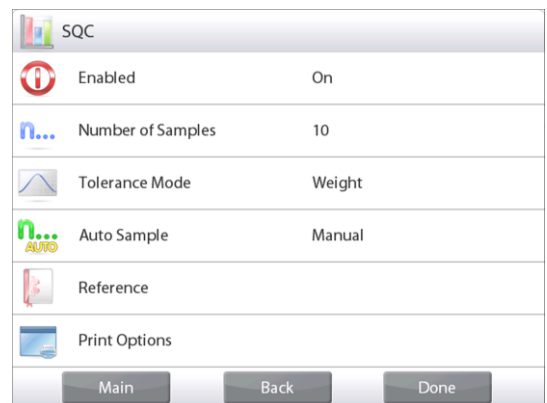 SQC
Enabled On
n... Number of Samples 10
Tolerance Mode Weight
n... AUTO Auto Sample Manual
Reference
Print Options
Main Back Done